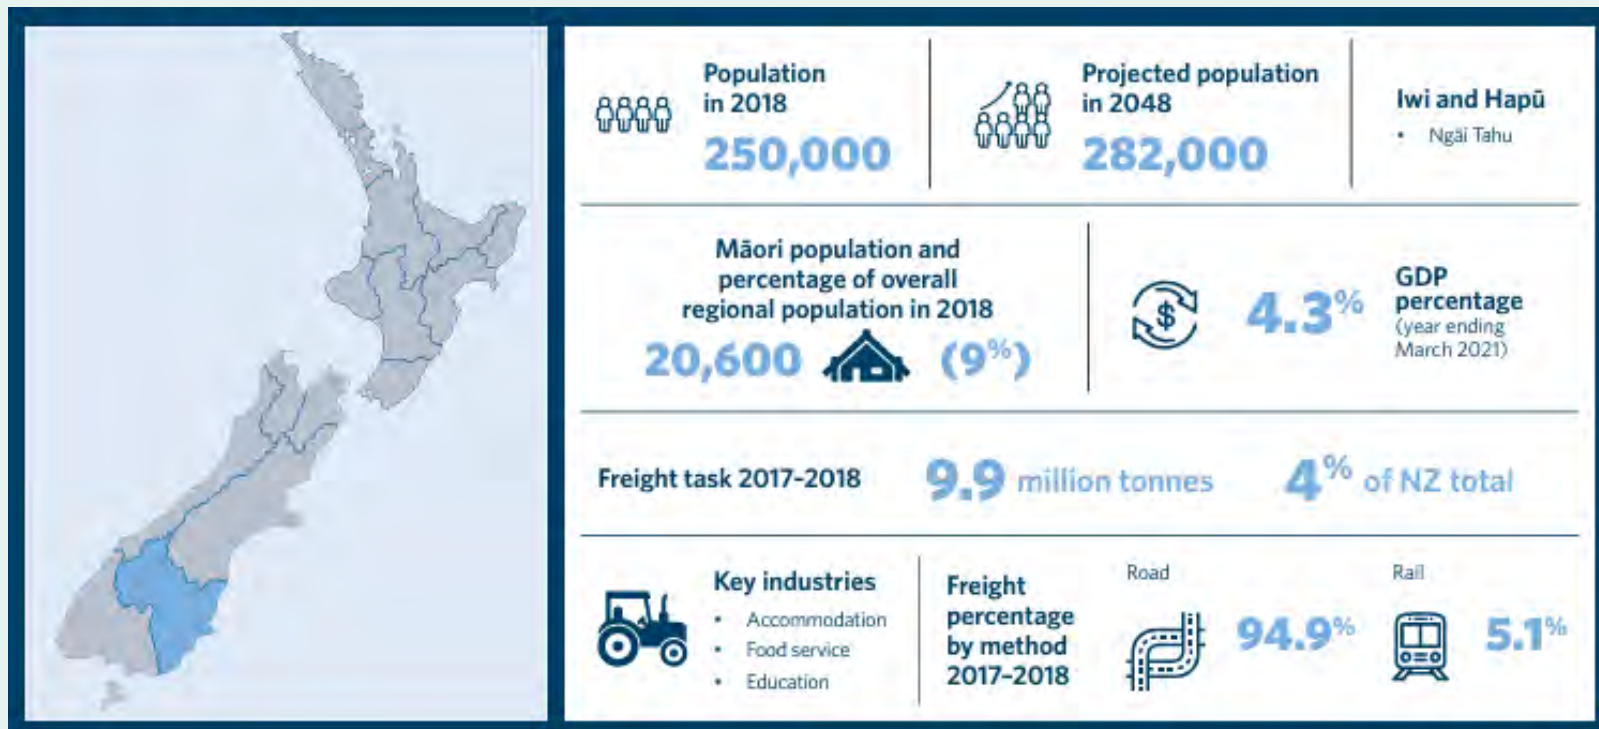 Population
in 2018
250,000
Projected population
in 2048
282,000
Iwi and Hapū
• Ngāi Tahu
Māori population and
percentage of overall
regional population in 2018
20,600 (9%)
$
4.3%
GDP
percentage
(year ending
March 2021)
Freight task 2017–2018
9.9 million tonnes
4% of NZ total
Key industries
• Accommodation
• Food service
• Education
Freight
percentage
by method
2017–2018
Road
94.9%
Rail
5.1%